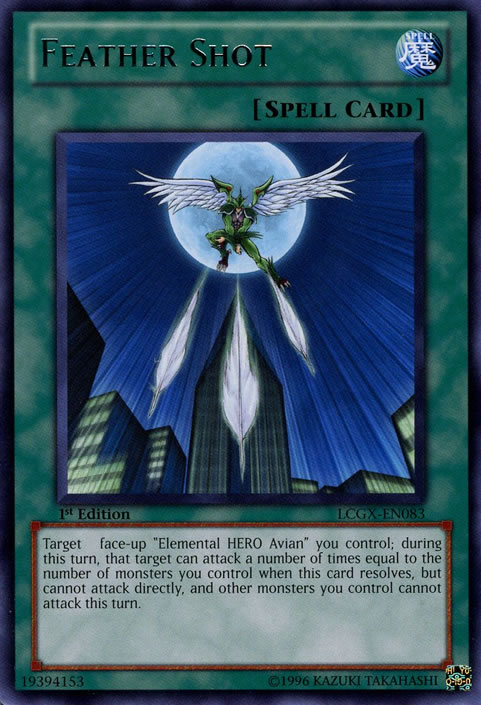 FEATHER SHOT
SPELL
魔
[SPELL CARD]
1st Edition
LCGX-EN083
Target face-up "Elemental HERO Avian" you control; during
this turn, that target can attack a number of times equal to the
number of monsters you control when this card resolves, but
cannot attack directly, and other monsters you control cannot
attack this turn.
19394153
©1996 KAZUKI TAKAHASHI